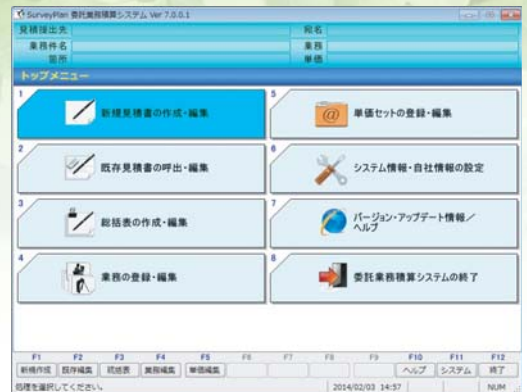 SurveyPlan 委託業務積算システム Ver 7.0.0.1
見積提出先
宛名
業務件名
業務
箇所
単価
トップメニュー
1
新規見積書の作成・編集
5
単価セットの登録・編集
2
既存見積書の呼出・編集
6
システム情報・自社情報の設定
3
総括表の作成・編集
7
バージョン・アップデート情報／
ヘルプ
4
業務の登録・編集
8
委託業務積算システムの終了
F1 F2 F3 F4 F5 F6 F7 F8 F9 F10 F11 F12
新規作成 既存編集 総括表 業務編集 単価編集 ヘルプ システム 終了
処理を選択してください。 2014/02/03 14:57 NUM